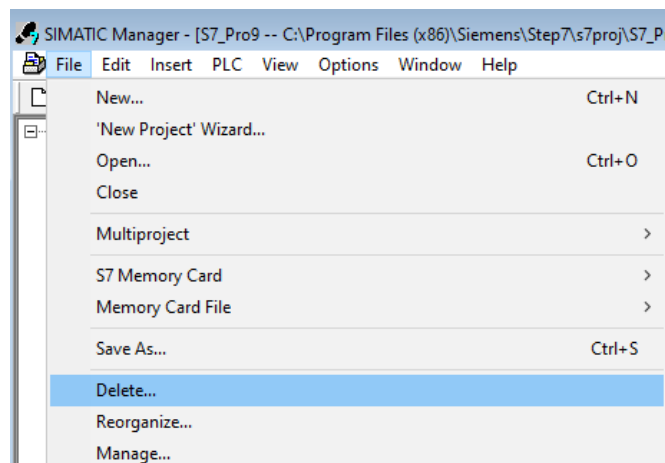 SIMATIC Manager - [S7_Pro9 -- C:\Program Files (x86)\Siemens\Step7\s7proj\S7_P
File Edit Insert PLC View Options Window Help
New... Ctrl+N
'New Project' Wizard...
Open... Ctrl+O
Close
Multiproject
S7 Memory Card
Memory Card File
Save As... Ctrl+S
Delete...
Reorganize...
Manage...